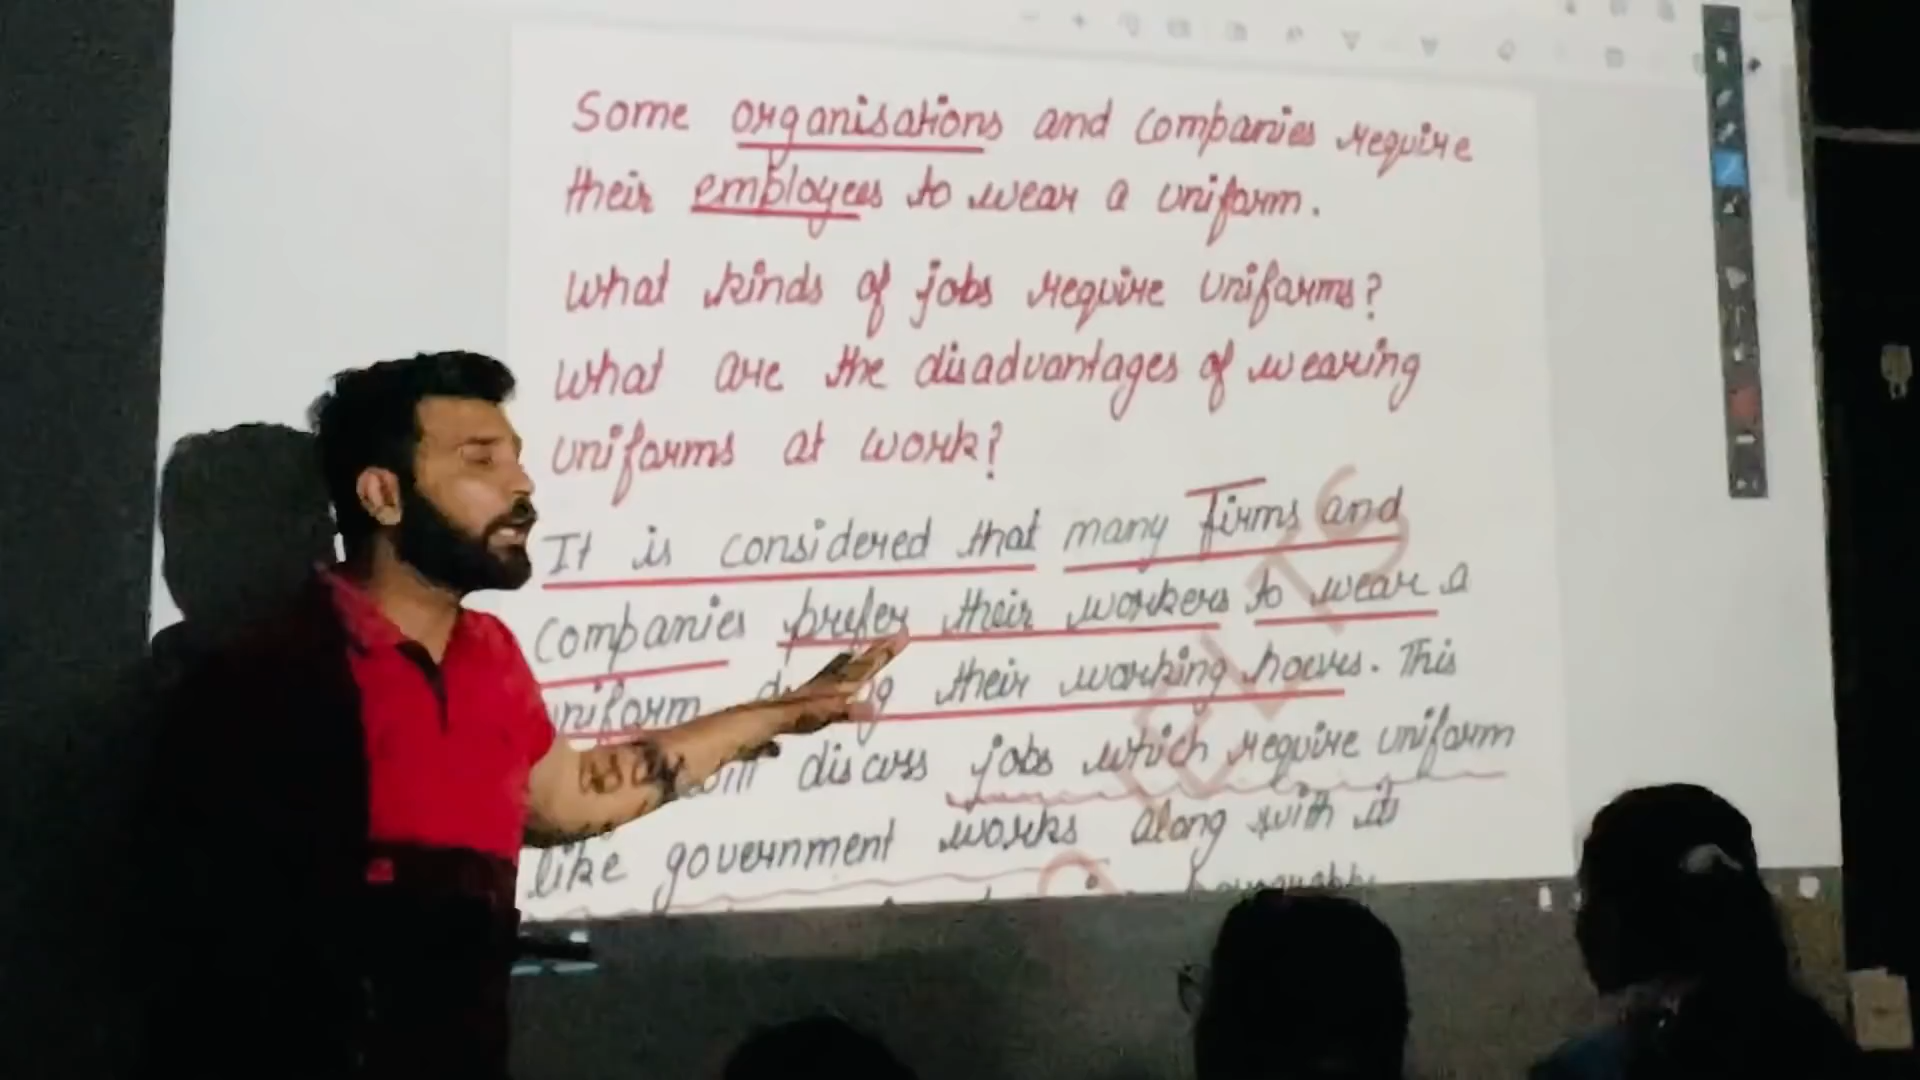 Some organisations and companies require
their employees to wear a uniform.
What kinds of jobs require uniforms?
What are the disadvantages of wearing
uniforms at work?
It is considered that many Firms and
companies prefer their workers to wear a
uniform their working hours. This
discuss jobs which require uniform
like government works along with its
IELTS